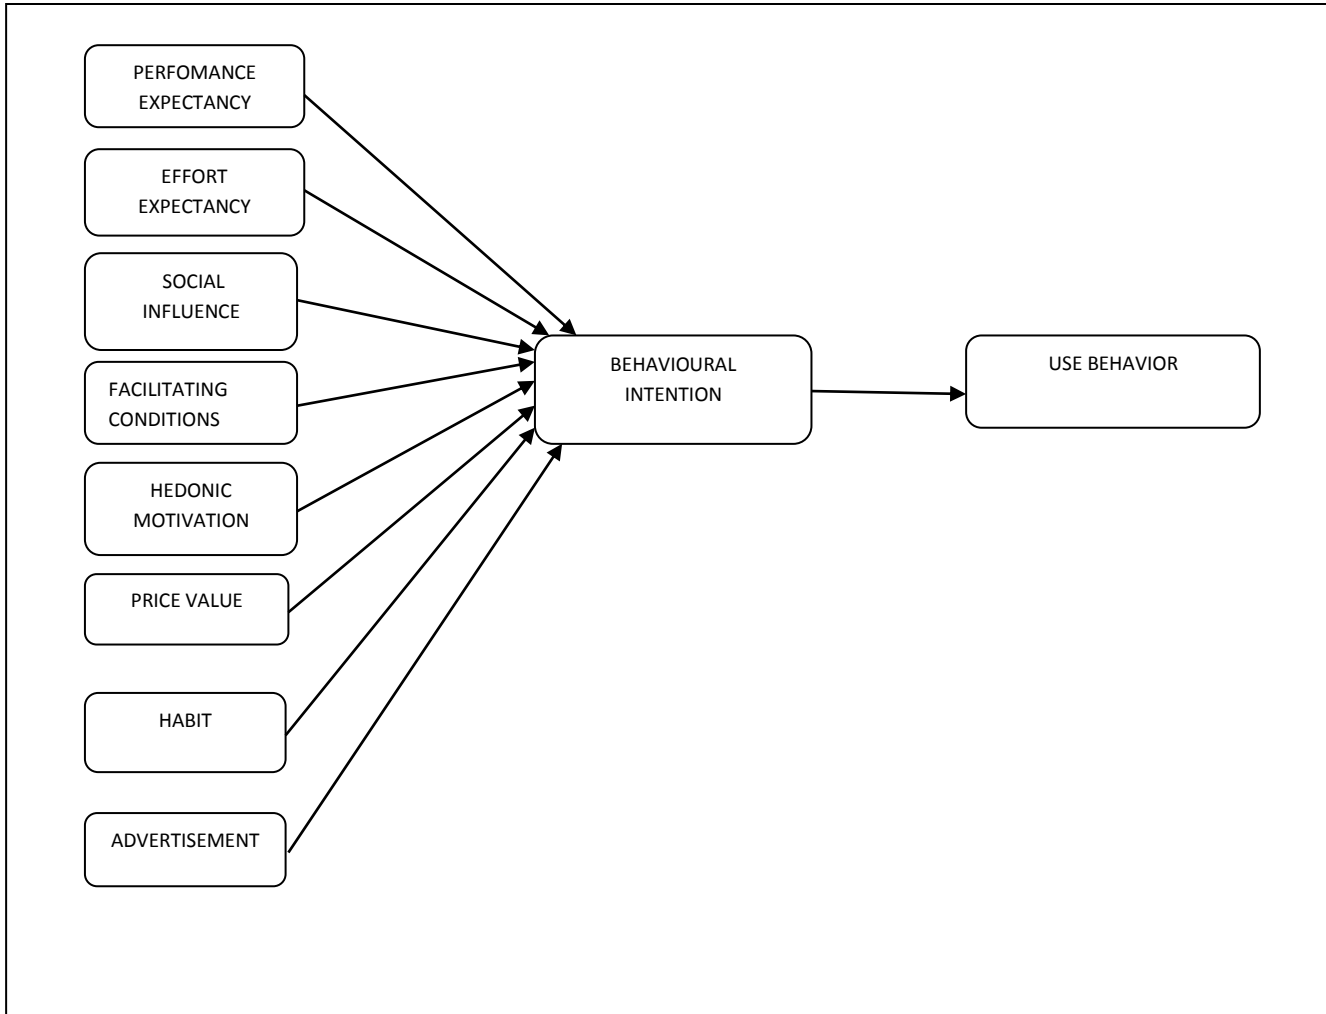 PERFOMANCE
EXPECTANCY
EFFORT
EXPECTANCY
SOCIAL
INFLUENCE
FACILITATING
CONDITIONS
HEDONIC
MOTIVATION
PRICE VALUE
HABIT
ADVERTISEMENT
BEHAVIOURAL
INTENTION
USE BEHAVIOR